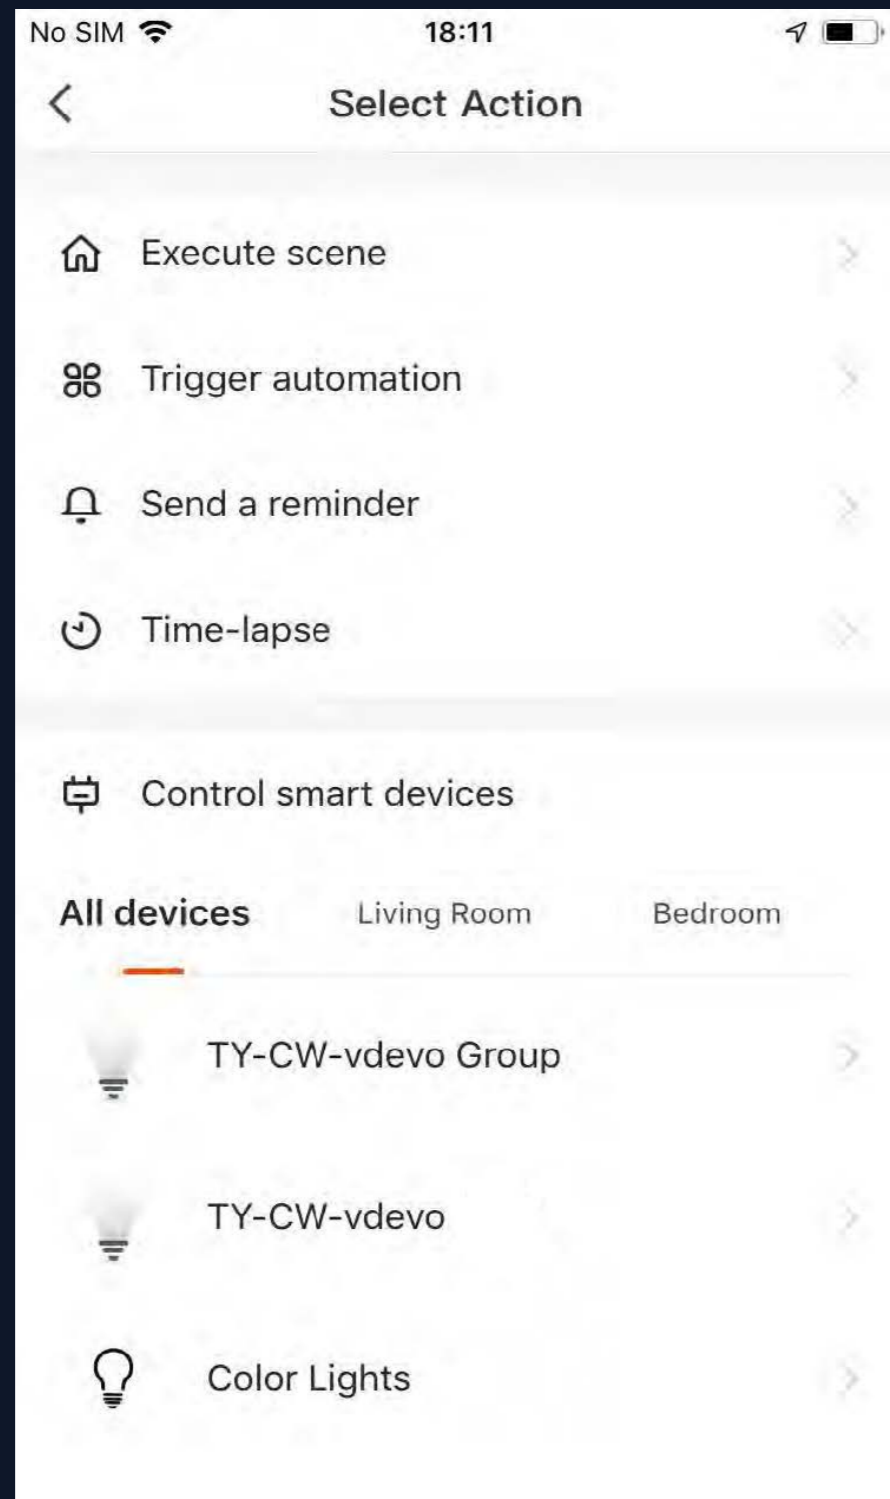 No SIM 18:11
Select Action
Execute scene
Trigger automation
Send a reminder
Time-lapse
Control smart devices
All devices Living Room Bedroom
TY-CW-vdevo Group
TY-CW-vdevo
Color Lights